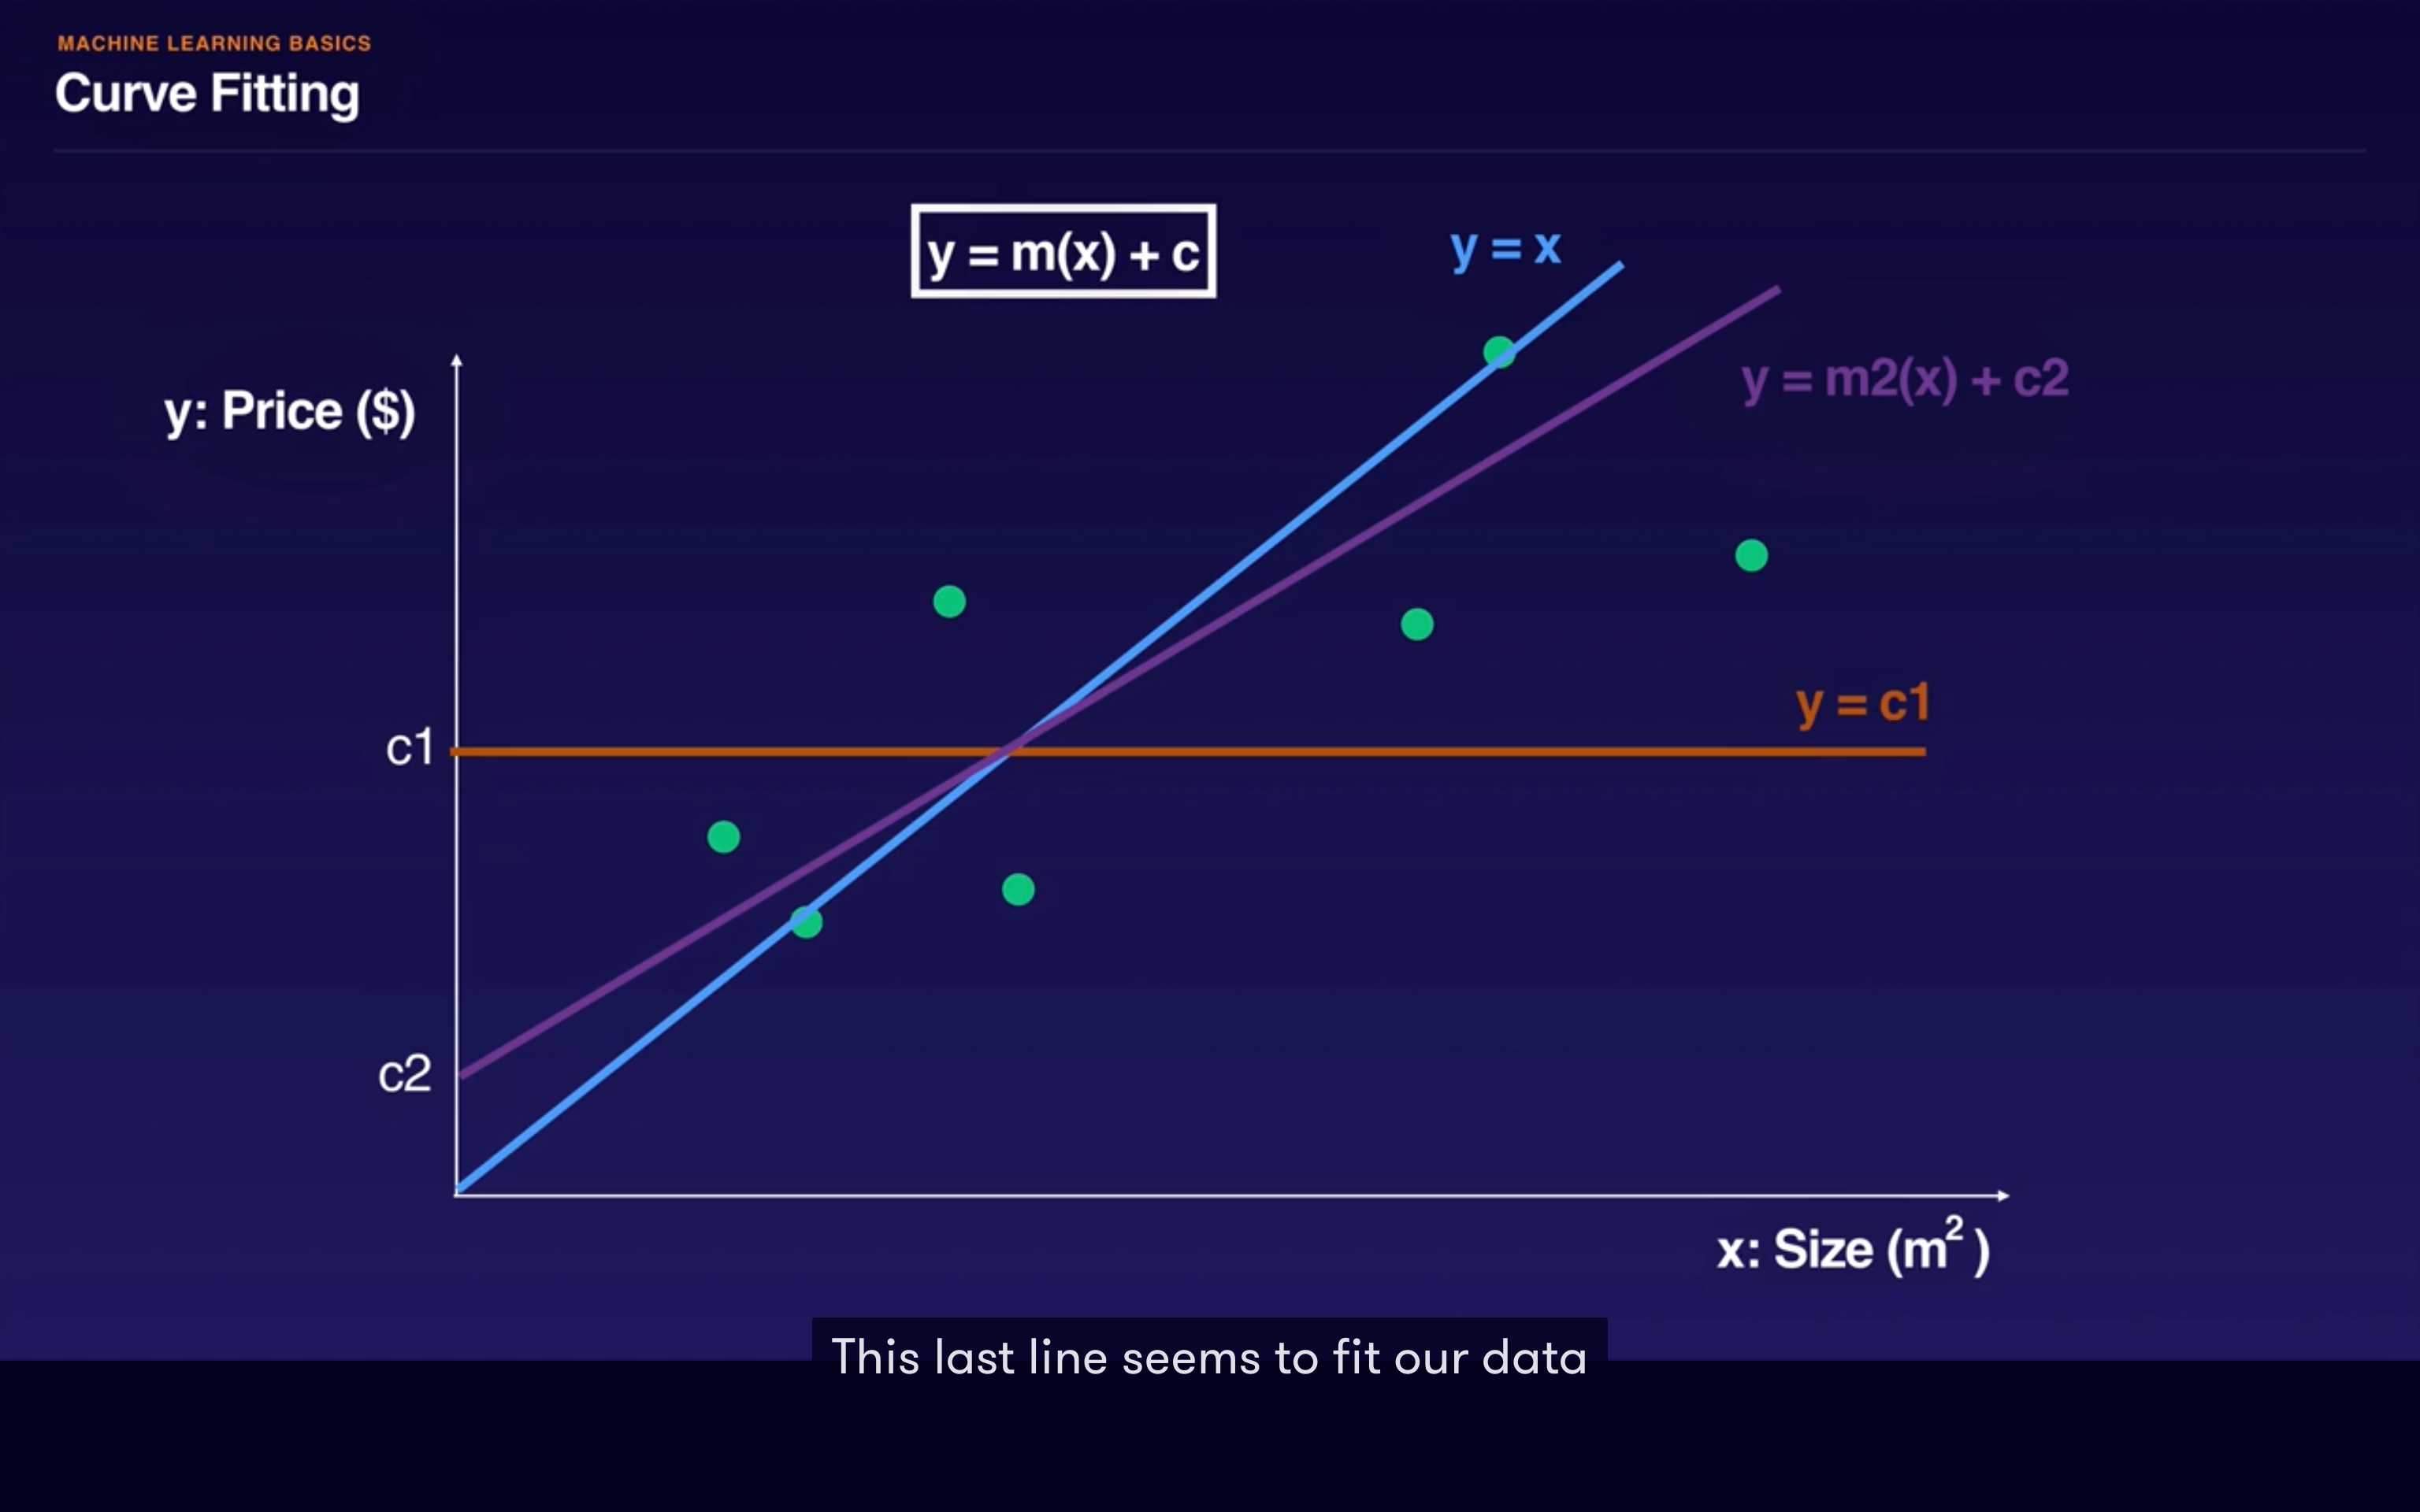 MACHINE LEARNING BASICS
Curve Fitting
y = m(x) + c
y = x
y = m2(x) + c2
y: Price ($)
y = c1
c1
c2
x: Size (m²)
This last line seems to fit our data